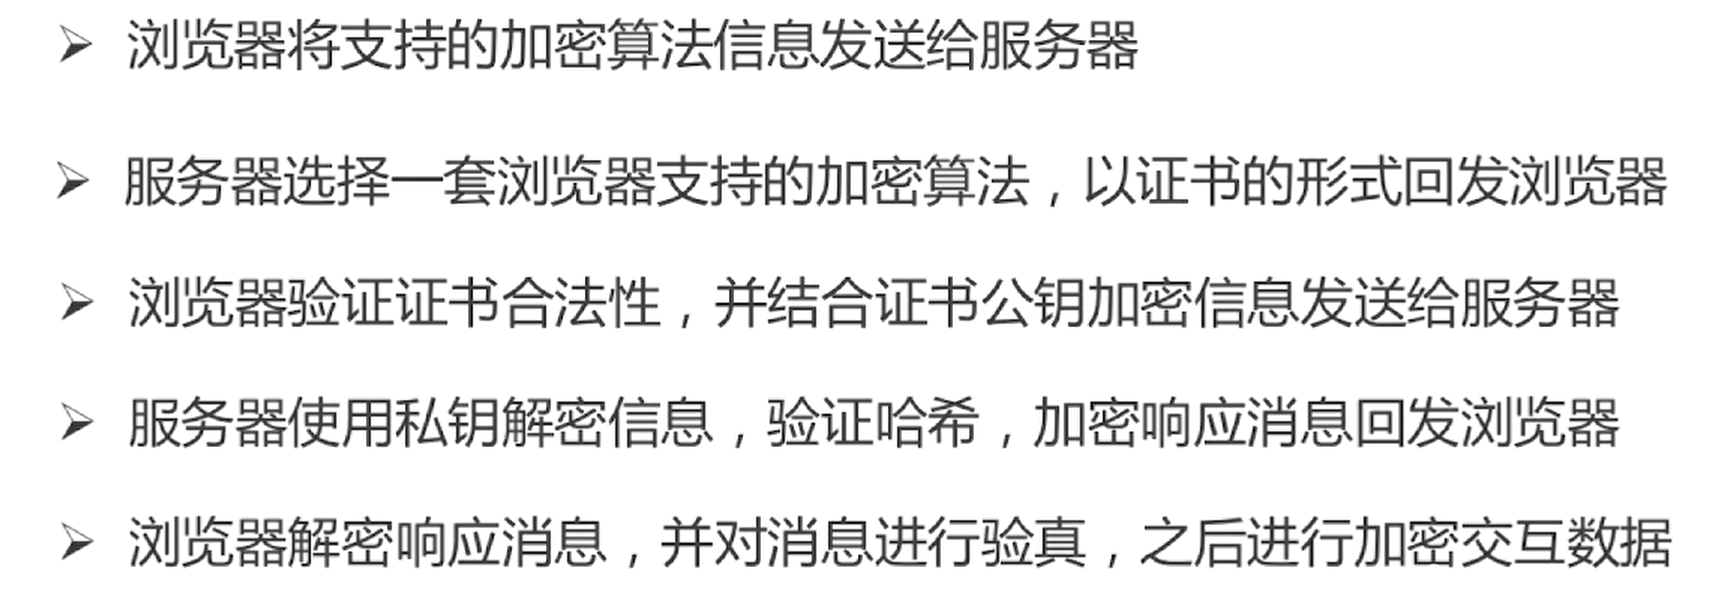 ➢ 浏览器将支持的加密算法信息发送给服务器
➢ 服务器选择一套浏览器支持的加密算法，以证书的形式回发浏览器
➢ 浏览器验证证书合法性，并结合证书公钥加密信息发送给服务器
➢ 服务器使用私钥解密信息，验证哈希，加密响应消息回发浏览器
➢ 浏览器解密响应消息，并对消息进行验真，之后进行加密交互数据